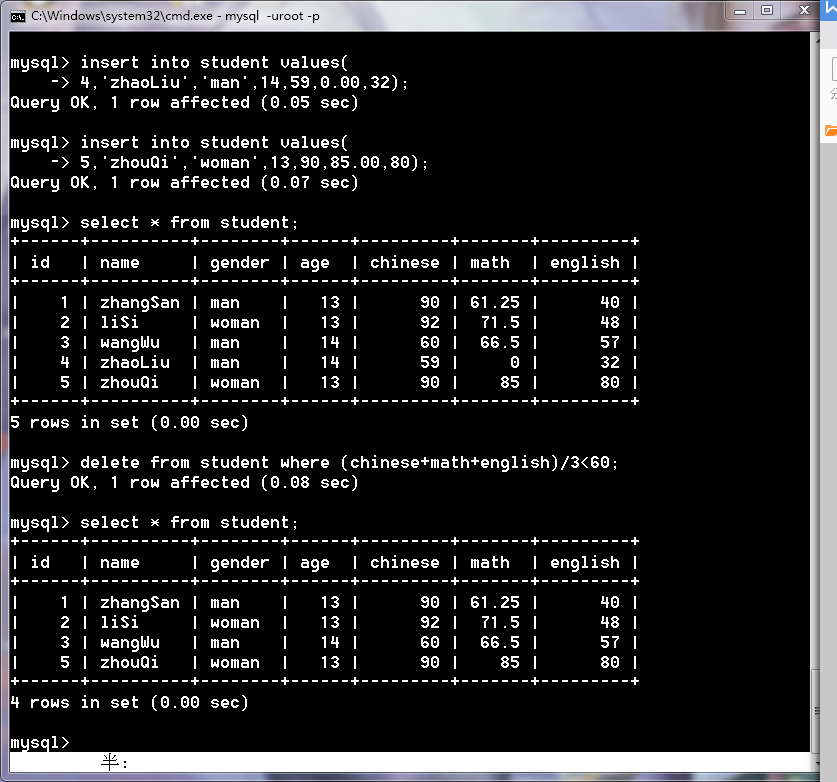 C:\Windows\system32\cmd.exe - mysql  -uroot -p
mysql> insert into student values(
    -> 4,'zhaoLiu','man',14,59,0.00,32);
Query OK, 1 row affected (0.05 sec)
mysql> insert into student values(
    -> 5,'zhouQi','woman',13,90,85.00,80);
Query OK, 1 row affected (0.07 sec)
mysql> select * from student;
+------+----------+--------+------+---------+-------+---------+
| id   | name     | gender | age  | chinese | math  | english |
+------+----------+--------+------+---------+-------+---------+
|    1 | zhangSan | man    |   13 |      90 | 61.25 |      40 |
|    2 | liSi     | woman  |   13 |      92 |  71.5 |      48 |
|    3 | wangWu   | man    |   14 |      60 |  66.5 |      57 |
|    4 | zhaoLiu  | man    |   14 |      59 |     0 |      32 |
|    5 | zhouQi   | woman  |   13 |      90 |    85 |      80 |
+------+----------+--------+------+---------+-------+---------+
5 rows in set (0.00 sec)
mysql> delete from student where (chinese+math+english)/3<60;
Query OK, 1 row affected (0.08 sec)
mysql> select * from student;
+------+----------+--------+------+---------+-------+---------+
| id   | name     | gender | age  | chinese | math  | english |
+------+----------+--------+------+---------+-------+---------+
|    1 | zhangSan | man    |   13 |      90 | 61.25 |      40 |
|    2 | liSi     | woman  |   13 |      92 |  71.5 |      48 |
|    3 | wangWu   | man    |   14 |      60 |  66.5 |      57 |
|    5 | zhouQi   | woman  |   13 |      90 |    85 |      80 |
+------+----------+--------+------+---------+-------+---------+
4 rows in set (0.00 sec)
mysql>
半: